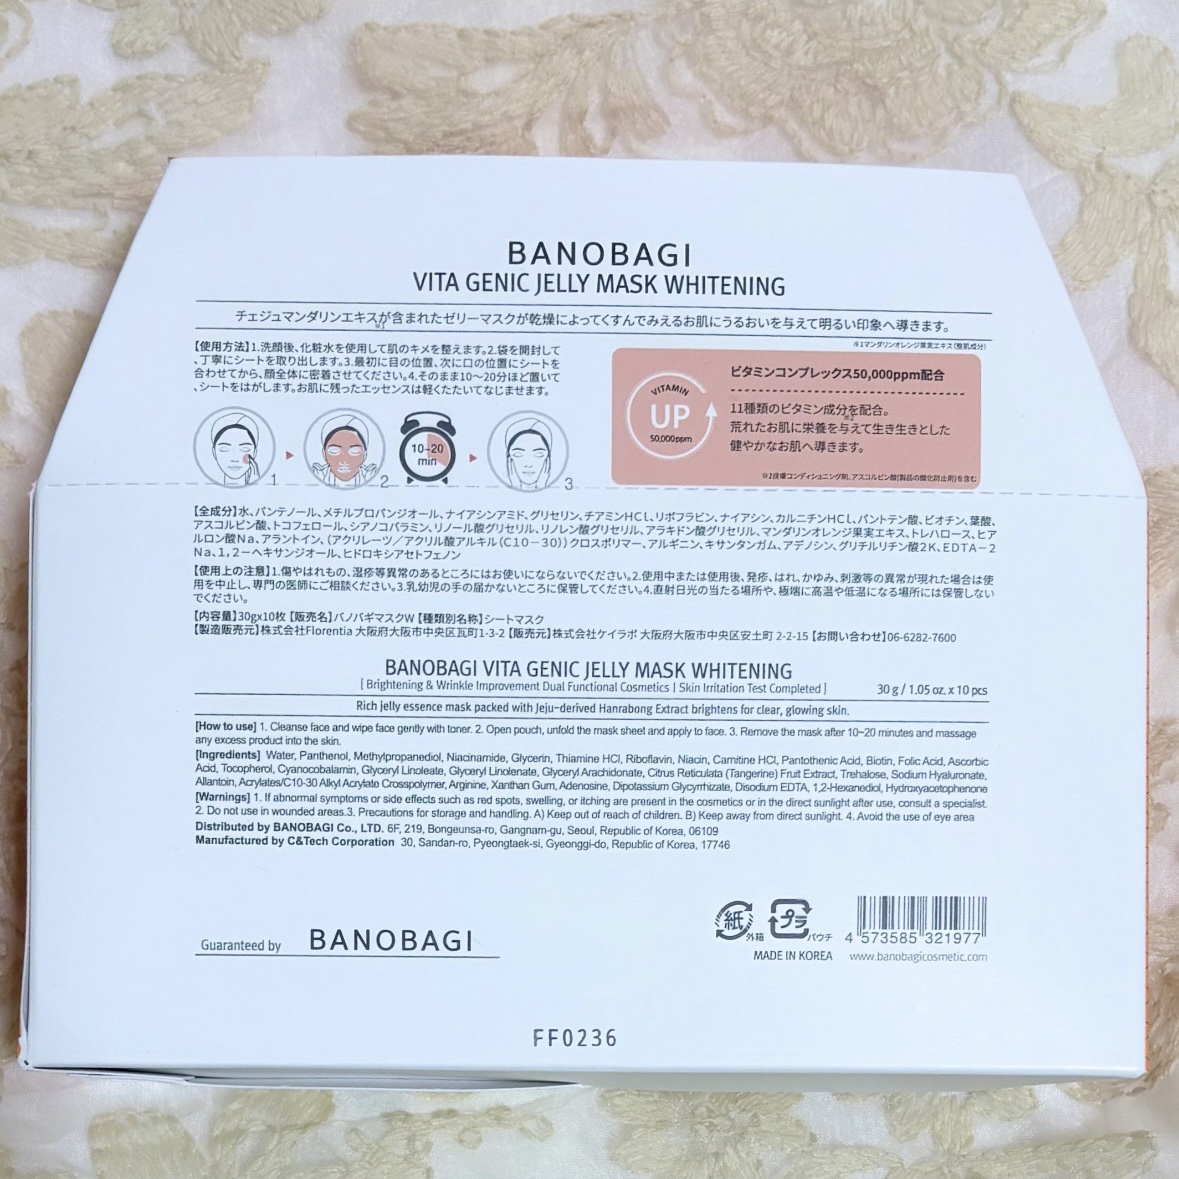 BANOBAGI
VITA GENIC JELLY MASK WHITENING
チェジュマンダリンエキスが含まれたゼリーマスクが乾燥によってくすんでみえるお肌にうるおいを与えて明るい印象へ導きます。
※1
※1マンダリンオレンジ果実エキス(整肌成分)
【使用方法】1.洗顔後、化粧水を使用して肌のキメを整えます。2.袋を開封して
、丁寧にシートを取り出します。3.最初に目の位置、次に口の位置にシートを
合わせてから、顔全体に密着させてください。4.そのまま10～20分ほど置いて
、シートをはがします。お肌に残ったエッセンスは軽くたたいてなじませます。
1
2
10-20
min
3
VITAMIN
UP
50,000ppm
ビタミンコンプレックス50,000ppm配合
11種類のビタミン成分を配合。
※2
荒れたお肌に栄養を与えて生き生きとした
健やかなお肌へ導きます。
※2皮膚コンディショニング剤、アスコルビン酸(製品の酸化防止剤)を含む
【全成分】水、パンテノール、メチルプロパンジオール、ナイアシンアミド、グリセリン、チアミンHCl、リボフラビン、ナイアシン、カルニチンHCl、パントテン酸、ビオチン、葉酸、
アスコルビン酸、トコフェロール、シアノコバラミン、リノール酸グリセリル、リノレン酸グリセリル、アラキドン酸グリセリル、マンダリンオレンジ果実エキス、トレハロース、ヒア
ルロン酸Na、アラントイン、(アクリレーツ/アクリル酸アルキル(C10-30))クロスポリマー、アルギニン、キサンタンガム、アデノシン、グリチルリチン酸2K、EDTA-2
Na、1,2-ヘキサンジオール、ヒドロキシアセトフェノン
【使用上の注意】1.傷やはれもの、湿疹等異常のあるところにはお使いにならないでください。2.使用中または使用後、発疹、はれ、かゆみ、刺激等の異常が現れた場合は使
用を中止し、専門の医師にご相談ください。3.乳幼児の手の届かないところに保管してください。4.直射日光の当たる場所や、極端に高温や低温になる場所には保管しない
でください。
【内容量】30gx10枚【販売名】バノバギマスクW【種類別名称】シートマスク
【製造販売元】株式会社Florentia 大阪府大阪市中央区瓦町1-3-2【販売元】株式会社ケイラボ 大阪府大阪市中央区安土町 2-2-15【お問い合わせ】06-6282-7600
BANOBAGI VITA GENIC JELLY MASK WHITENING
[ Brightening & Wrinkle Improvement Dual Functional Cosmetics | Skin Irritation Test Completed ]
30 g / 1.05 oz. x 10 pcs
Rich jelly essence mask packed with Jeju-derived Hanrabong Extract brightens for clear, glowing skin.
[How to use] 1. Cleanse face and wipe face gently with toner. 2. Open pouch, unfold the mask sheet and apply to face. 3. Remove the mask after 10~20 minutes and massage
any excess product into the skin.
[Ingredients] Water, Panthenol, Methylpropanediol, Niacinamide, Glycerin, Thiamine HCl, Riboflavin, Niacin, Carnitine HCl, Pantothenic Acid, Biotin, Folic Acid, Ascorbic
Acid, Tocopherol, Cyanocobalamin, Glyceryl Linoleate, Glyceryl Linolenate, Glyceryl Arachidonate, Citrus Reticulata (Tangerine) Fruit Extract, Trehalose, Sodium Hyaluronate,
Allantoin, Acrylates/C10-30 Alkyl Acrylate Crosspolymer, Arginine, Xanthan Gum, Adenosine, Dipotassium Glycyrrhizate, Disodium EDTA, 1,2-Hexanediol, Hydroxyacetophenone
[Warnings] 1. If abnormal symptoms or side effects such as red spots, swelling, or itching are present in the cosmetics or in the direct sunlight after use, consult a specialist.
2. Do not use in wounded areas.3. Precautions for storage and handling. A) Keep out of reach of children. B) Keep away from direct sunlight. 4. Avoid the use of eye area
Distributed by BANOBAGI Co., LTD. 6F, 219, Bongeunsa-ro, Gangnam-gu, Seoul, Republic of Korea, 06109
Manufactured by C&Tech Corporation 30, Sandan-ro, Pyeongtaek-si, Gyeonggi-do, Republic of Korea, 17746
Guaranteed by BANOBAGI
紙
外箱
プラ
パウチ
4 573585 321977
MADE IN KOREA
www.banobagicosmetic.com
FF0236